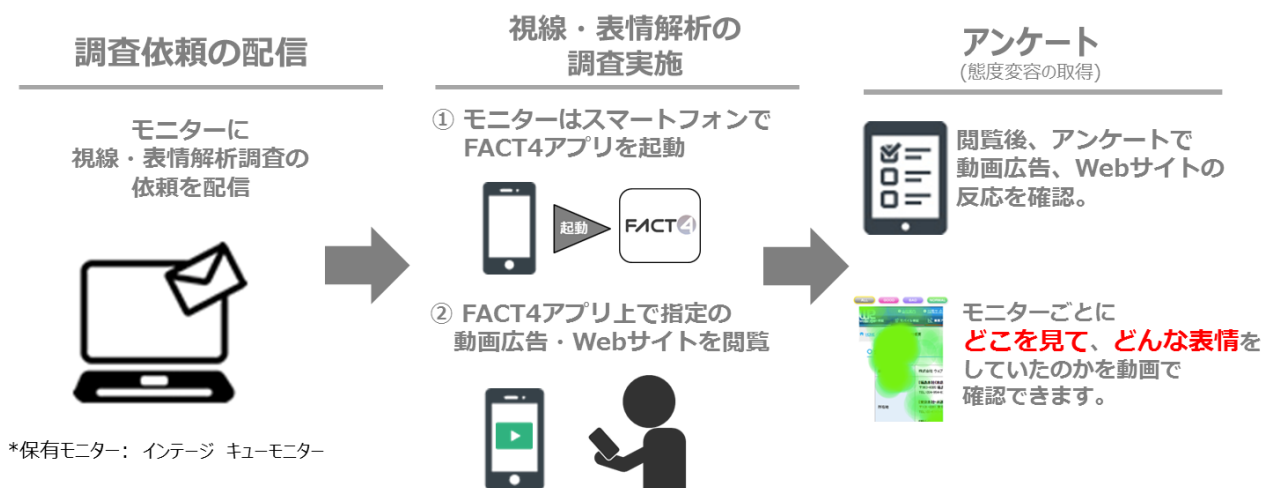 調査依頼の配信
モニターに
視線・表情解析調査の
依頼を配信
*保有モニター: インテージ キューモニター
視線・表情解析の
調査実施
① モニターはスマートフォンで
FACT4アプリを起動
起動
FACT4
② FACT4アプリ上で指定の
動画広告・Webサイトを閲覧
アンケート
(態度変容の取得)
閲覧後、アンケートで
動画広告、Webサイトの
反応を確認。
モニターごとに
どこを見て、どんな表情を
していたのかを動画で
確認できます。